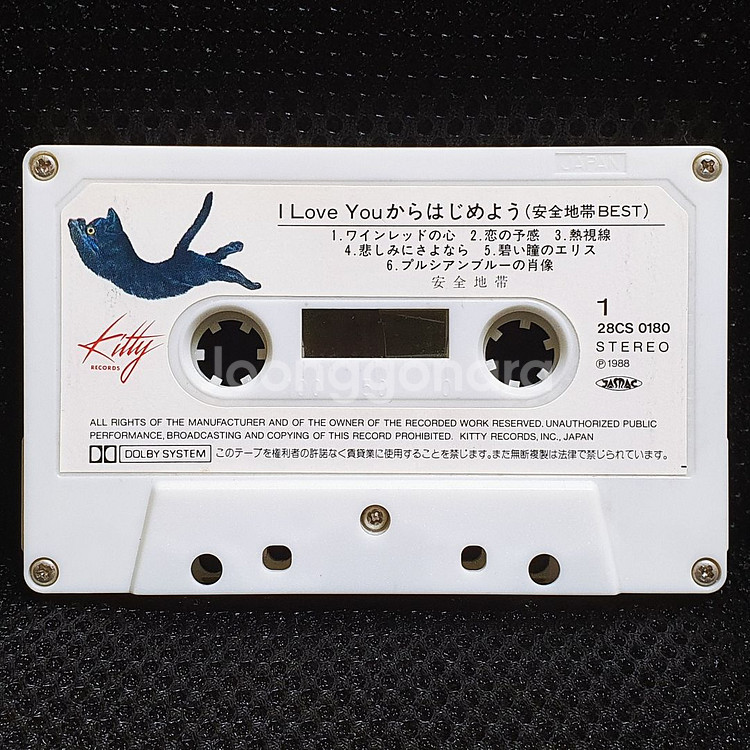 JAPAN
I Love Youからはじめよう(安全地帯BEST)
1.ワインレッドの心 2.恋の予感 3.熱視線
4.悲しみにさよなら 5.碧い瞳のエリス
6.プルシアンブルーの肖像
安全地帯
1
28CS 0180
STEREO
Ⓟ1988
JASRAC
Kitty
RECORDS
joonggonara
ALL RIGHTS OF THE MANUFACTURER AND OF THE OWNER OF THE RECORDED WORK RESERVED. UNAUTHORIZED PUBLIC
PERFORMANCE, BROADCASTING AND COPYING OF THIS RECORD PROHIBITED. KITTY RECORDS, INC., JAPAN
DOLBY SYSTEM このテープを権利者の許諾なく賃貸業に使用することを禁じます。また無断複製は法律で禁じられています。